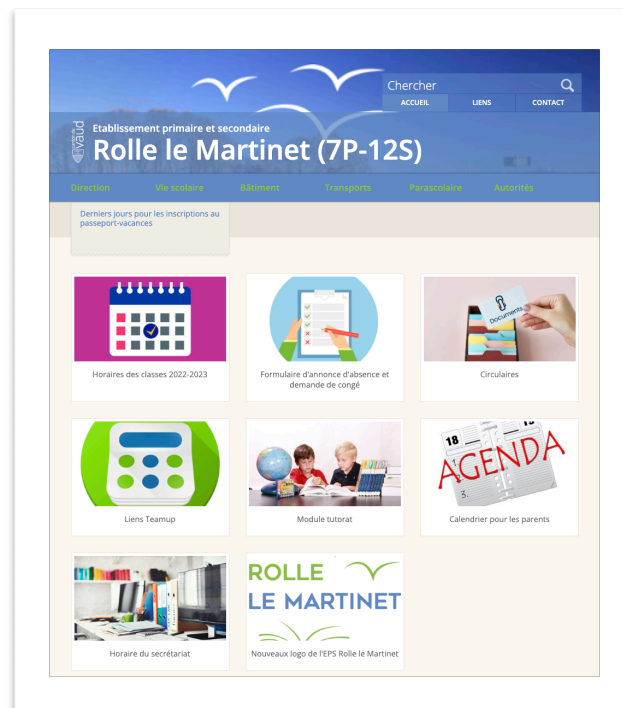 Chercher
ACCUEIL LIENS CONTACT
vaud
Etablissement primaire et secondaire
Rolle le Martinet (7P-12S)
Direction Vie scolaire Bâtiment Transports Parascolaire Autorités
Derniers jours pour les inscriptions au
passeport-vacances
Documents
Horaires des classes 2022-2023
Formulaire d'annonce d'absence et
demande de congé
Circulaires
18
1.
AGENDA
3.
Liens Teamup
Module tutorat
Calendrier pour les parents
ROLLE
LE MARTINET
Horaire du secrétariat
Nouveaux logo de l'EPS Rolle le Martinet